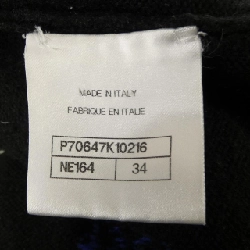 MADE IN ITALY
FABRIQUE EN ITALIE
P70647K10216
NE164 34